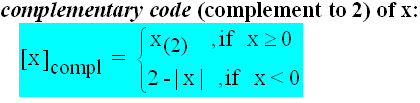 complementary code (complement to 2) of x:
[x]compl = { x(2) , if x ≥ 0
2 - | x | , if x < 0